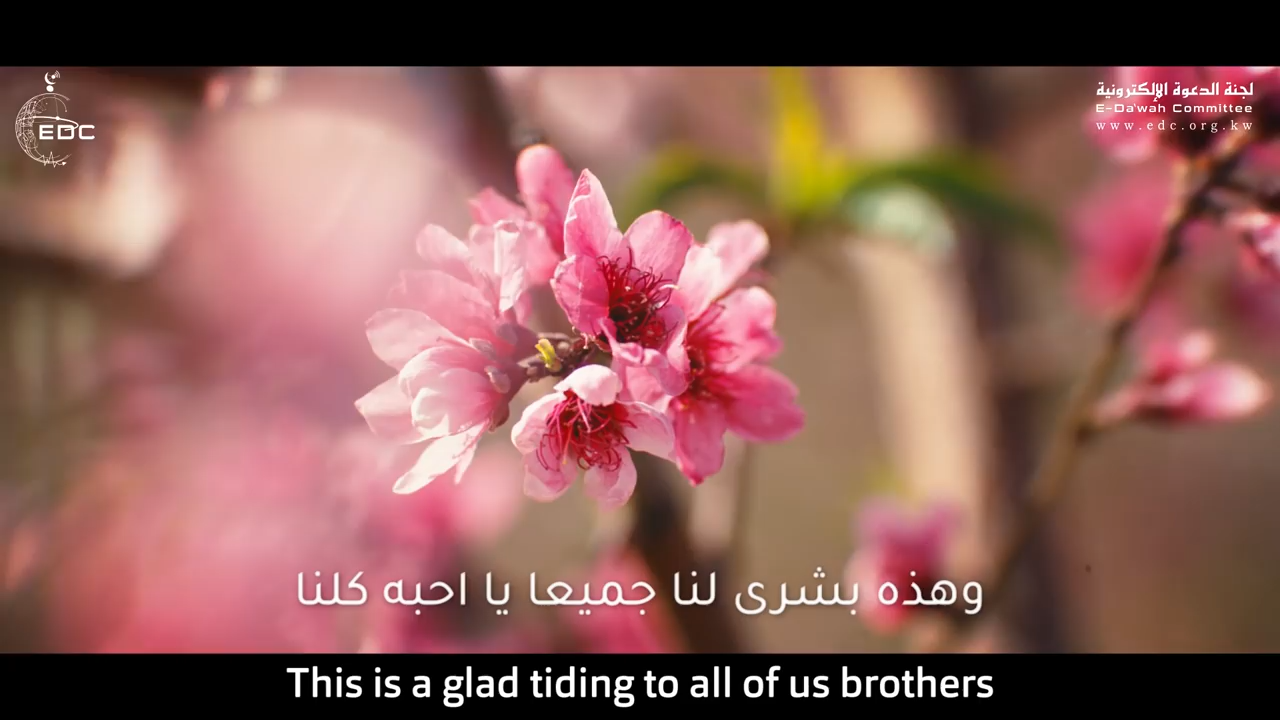 EDC
لجنة الدعوة الإلكترونية
E-Da'wah Committee
www.edc.org.kw
وهذه بشرى لنا جميعا يا احبه كلنا
This is a glad tiding to all of us brothers